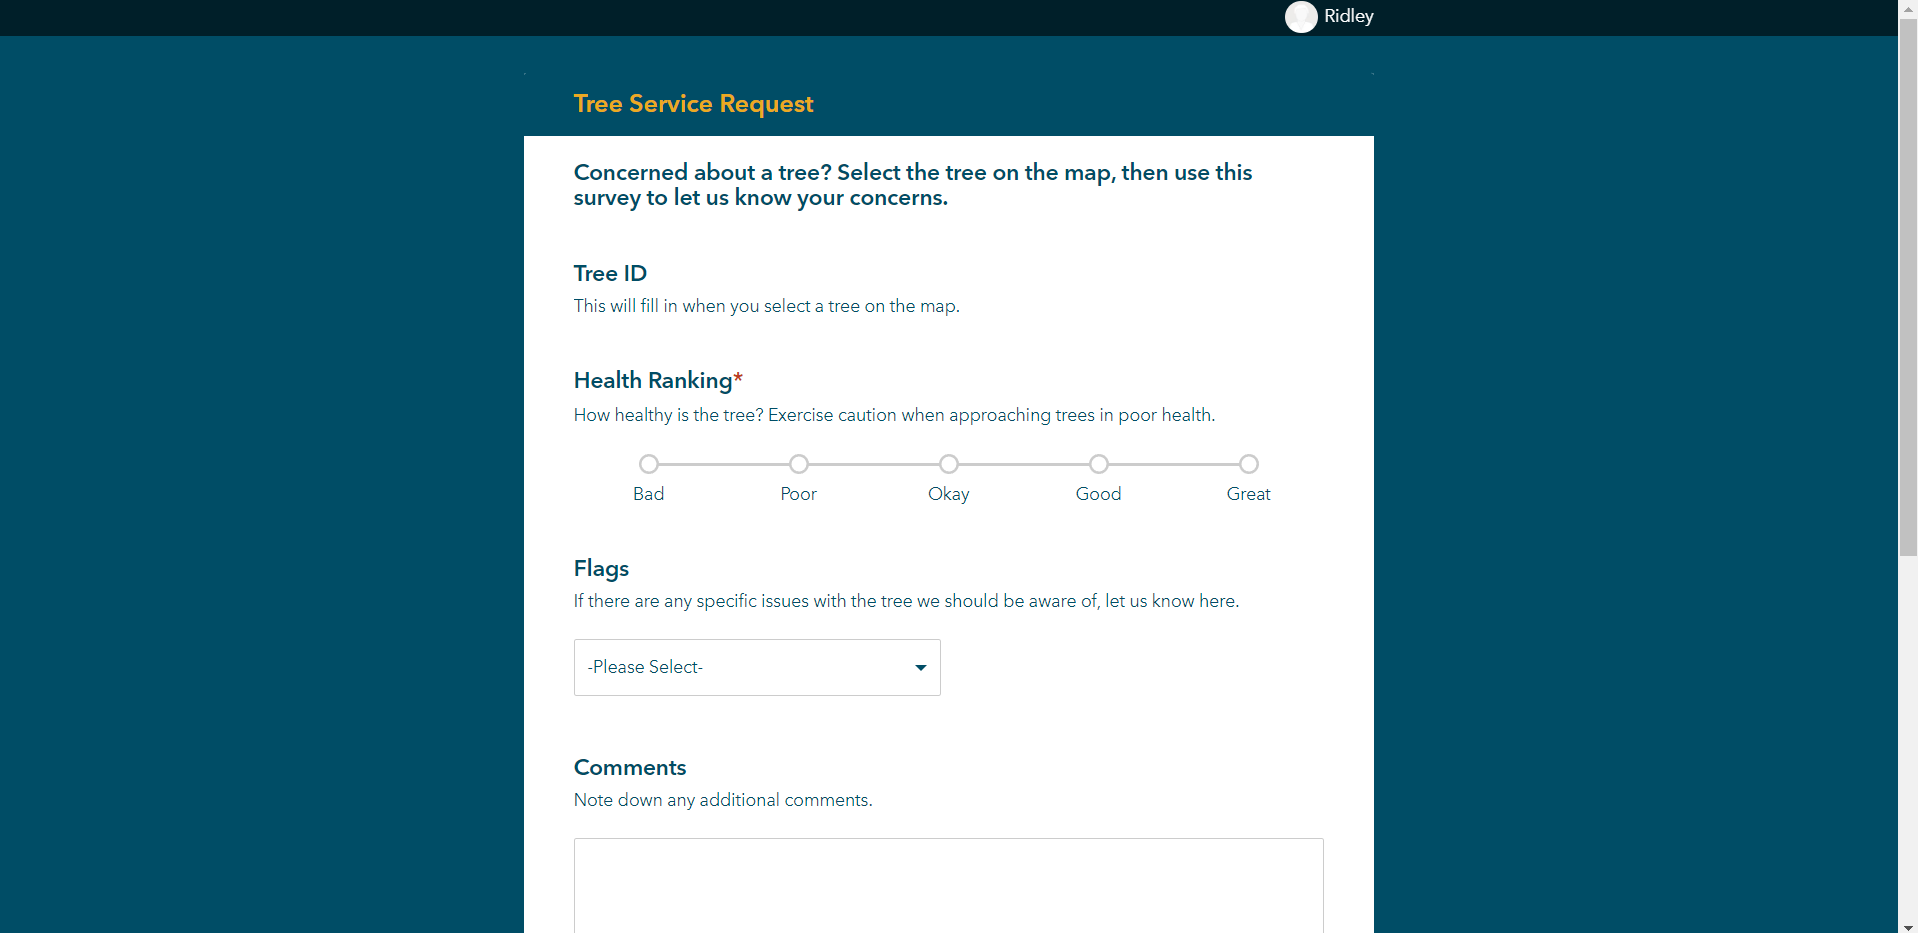 Ridley
Tree Service Request
Concerned about a tree? Select the tree on the map, then use this
survey to let us know your concerns.
Tree ID
This will fill in when you select a tree on the map.
Health Ranking*
How healthy is the tree? Exercise caution when approaching trees in poor health.
Bad Poor Okay Good Great
Flags
If there are any specific issues with the tree we should be aware of, let us know here.
-Please Select-
Comments
Note down any additional comments.